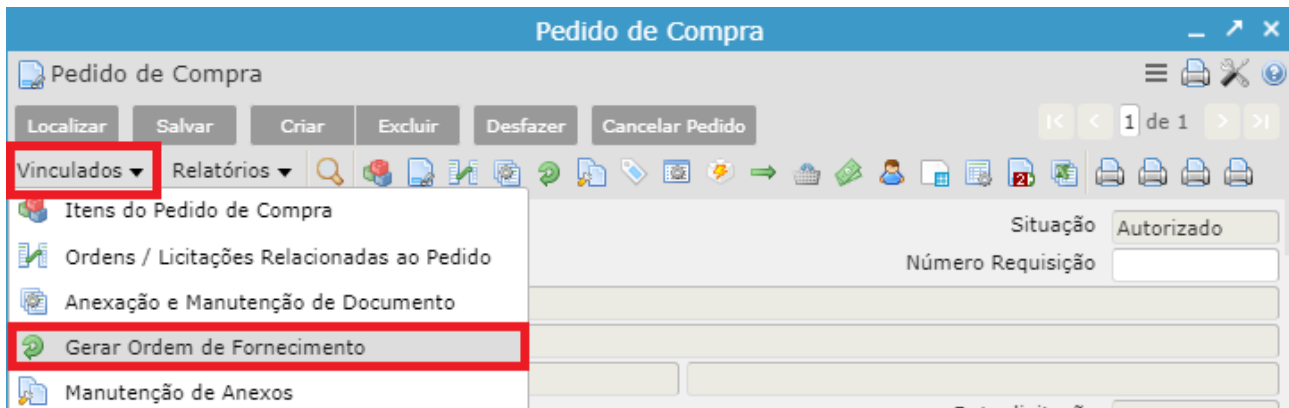 Pedido de Compra
Pedido de Compra
Localizar Salvar Criar Excluir Desfazer Cancelar Pedido 1 de 1
Vinculados Relatórios
Itens do Pedido de Compra
Situação Autorizado
Ordens / Licitações Relacionadas ao Pedido
Número Requisição
Anexação e Manutenção de Documento
Gerar Ordem de Fornecimento
Manutenção de Anexos